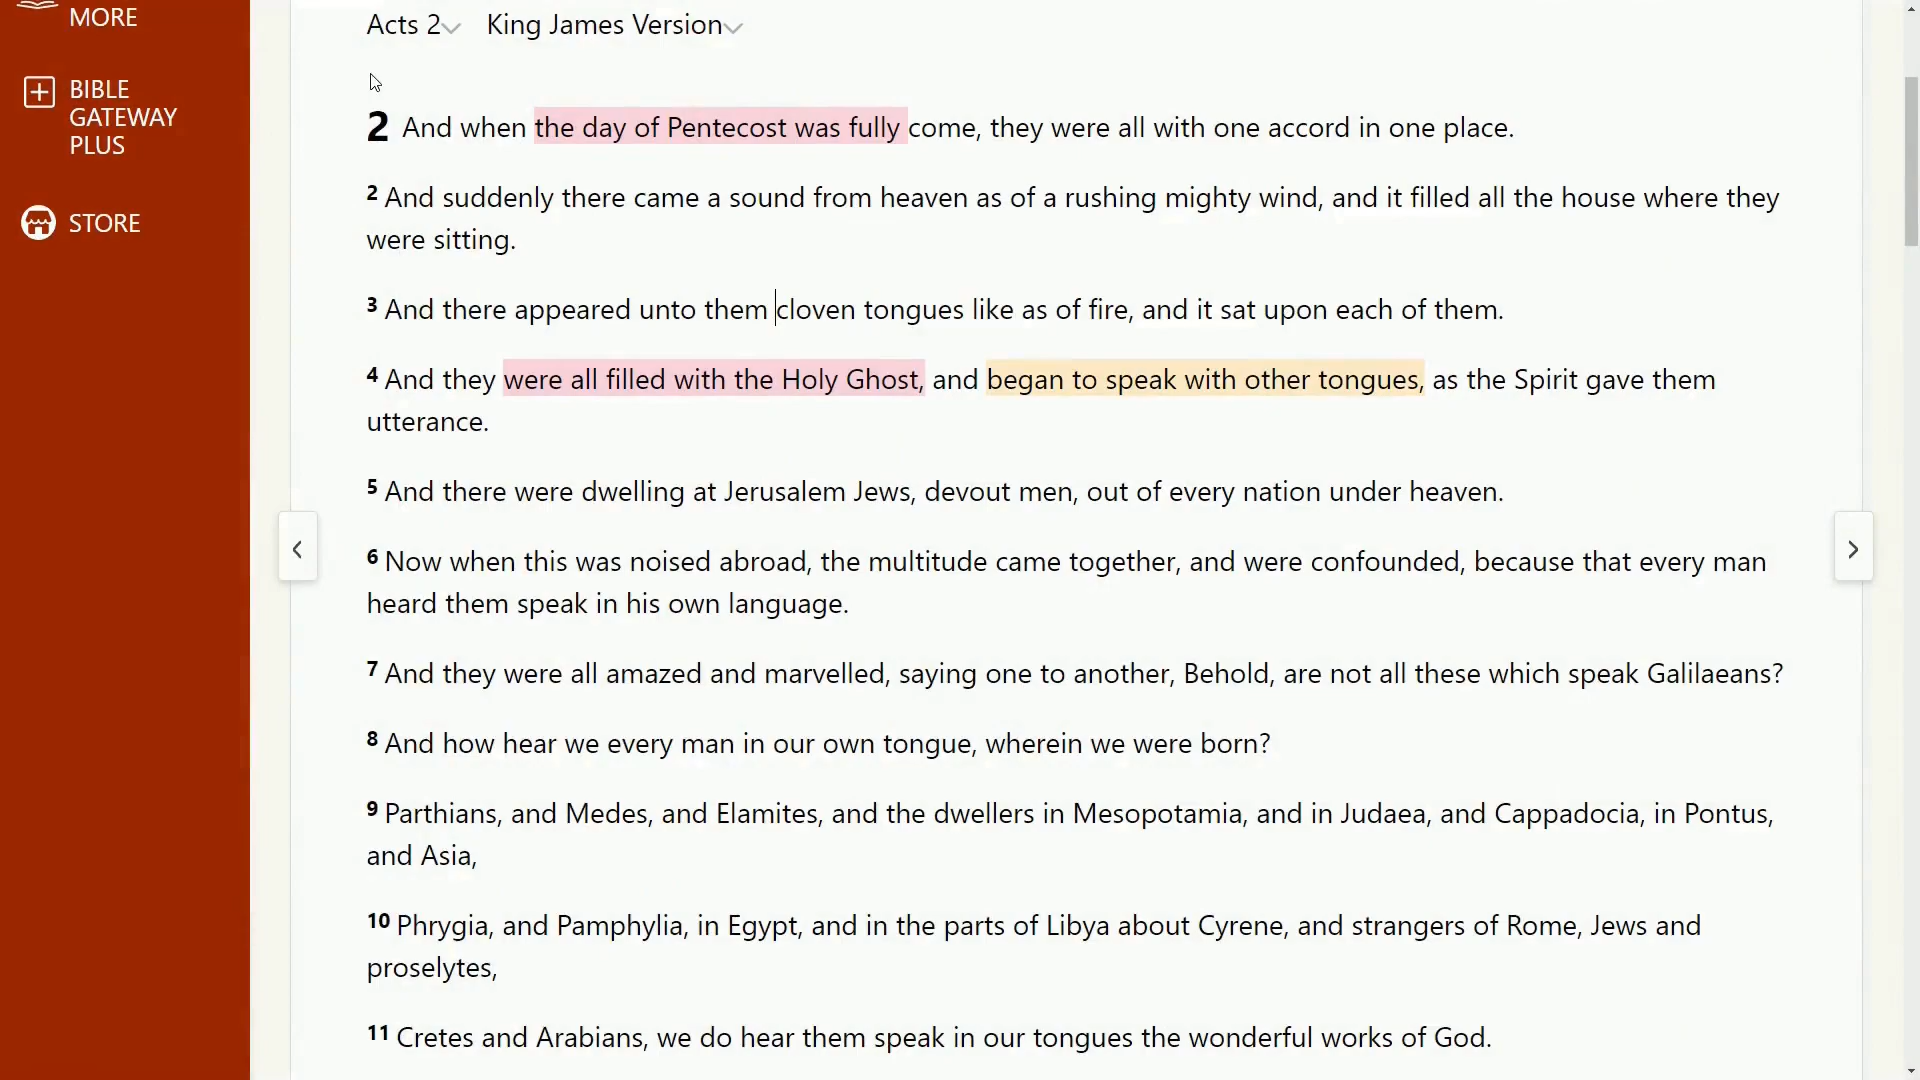 MORE
BIBLE
GATEWAY
PLUS
STORE
Acts 2 King James Version
2 And when the day of Pentecost was fully come, they were all with one accord in one place.
2 And suddenly there came a sound from heaven as of a rushing mighty wind, and it filled all the house where they
were sitting.
3 And there appeared unto them cloven tongues like as of fire, and it sat upon each of them.
4 And they were all filled with the Holy Ghost, and began to speak with other tongues, as the Spirit gave them
utterance.
5 And there were dwelling at Jerusalem Jews, devout men, out of every nation under heaven.
6 Now when this was noised abroad, the multitude came together, and were confounded, because that every man
heard them speak in his own language.
7 And they were all amazed and marvelled, saying one to another, Behold, are not all these which speak Galilaeans?
8 And how hear we every man in our own tongue, wherein we were born?
9 Parthians, and Medes, and Elamites, and the dwellers in Mesopotamia, and in Judaea, and Cappadocia, in Pontus,
and Asia,
10 Phrygia, and Pamphylia, in Egypt, and in the parts of Libya about Cyrene, and strangers of Rome, Jews and
proselytes,
11 Cretes and Arabians, we do hear them speak in our tongues the wonderful works of God.